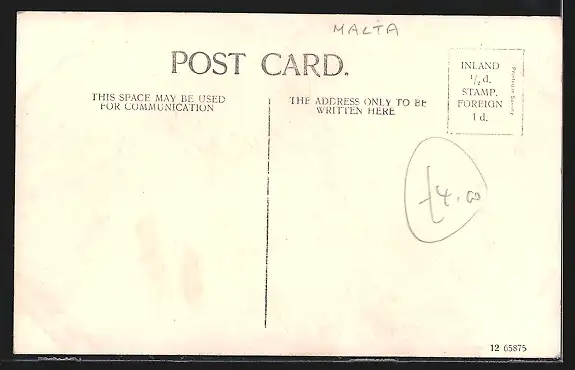 MALTA
POST CARD.
THIS SPACE MAY BE USED
FOR COMMUNICATION
THE ADDRESS ONLY TO BE
WRITTEN HERE
INLAND
½ d.
STAMP.
FOREIGN
1 d.
£4.00
12 65875